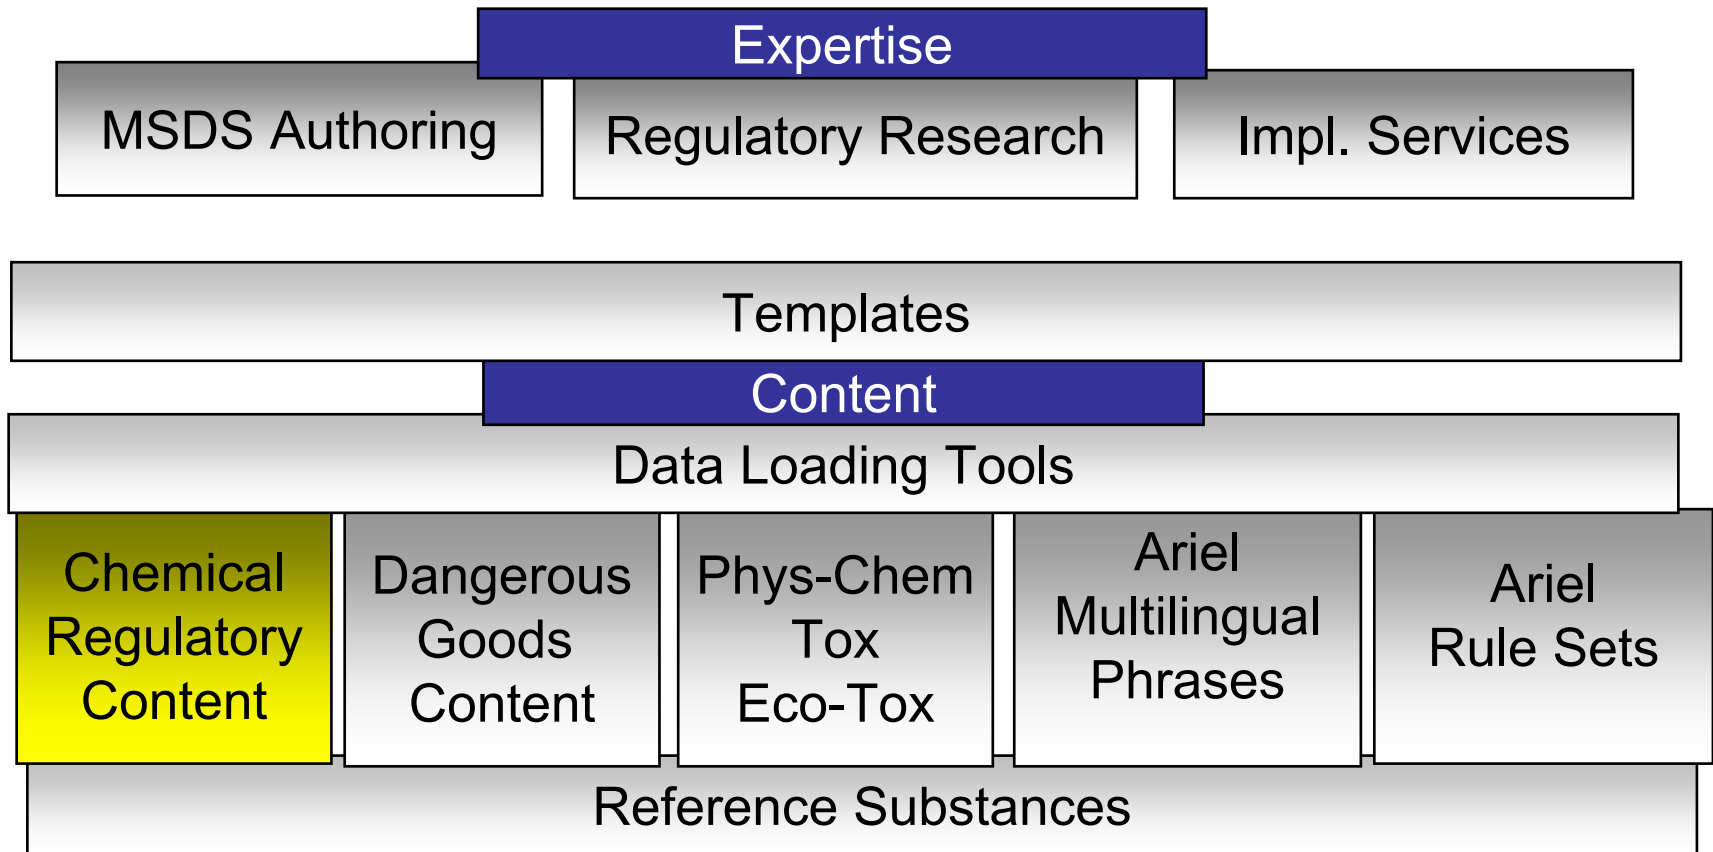 Expertise
MSDS Authoring
Regulatory Research
Impl. Services
Templates
Content
Data Loading Tools
Chemical
Regulatory
Content
Dangerous
Goods
Content
Phys-Chem
Tox
Eco-Tox
Ariel
Multilingual
Phrases
Ariel
Rule Sets
Reference Substances